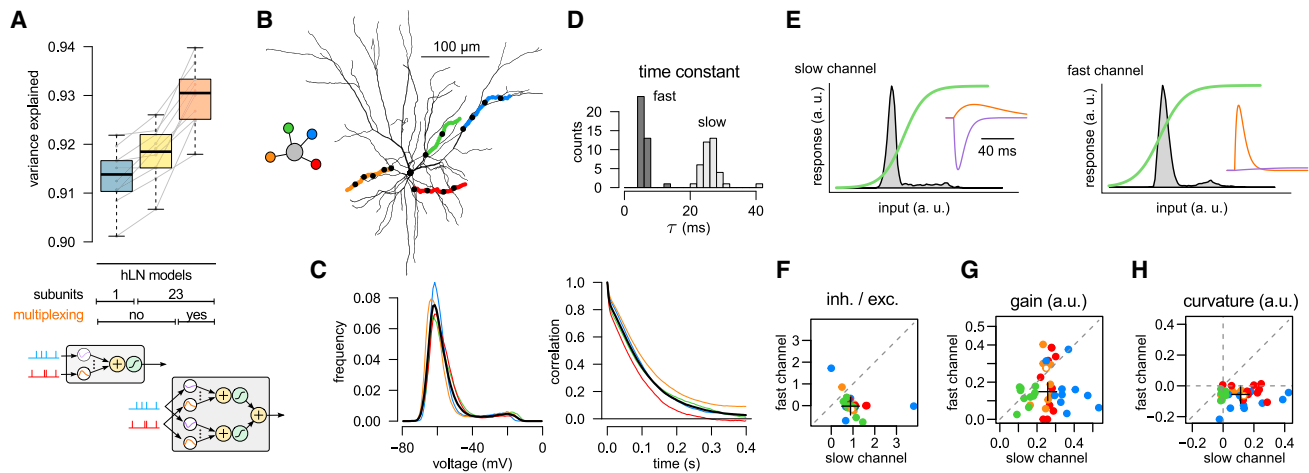 A
variance explained
0.94
0.93
0.92
0.91
0.90
hLN models
subunits
1
23
multiplexing
no
yes
B
100 µm
C
frequency
0.08
0.06
0.04
0.02
0.00
−80
−40
0
voltage (mV)
correlation
1.0
0.8
0.6
0.4
0.2
0.0
0.0
0.1
0.2
0.3
0.4
time (s)
D
time constant
fast
slow
counts
20
15
10
5
0
0
10
20
30
40
τ (ms)
E
slow channel
response (a. u.)
input (a. u.)
40 ms
fast channel
response (a. u.)
input (a. u.)
F
inh. / exc.
fast channel
3
2
1
0
0
1
2
3
slow channel
G
gain (a.u.)
fast channel
0.4
0.2
0.0
0.0
0.2
0.4
slow channel
H
curvature (a.u.)
fast channel
0.4
0.2
0.0
−0.2
−0.2
0.0
0.2
0.4
slow channel